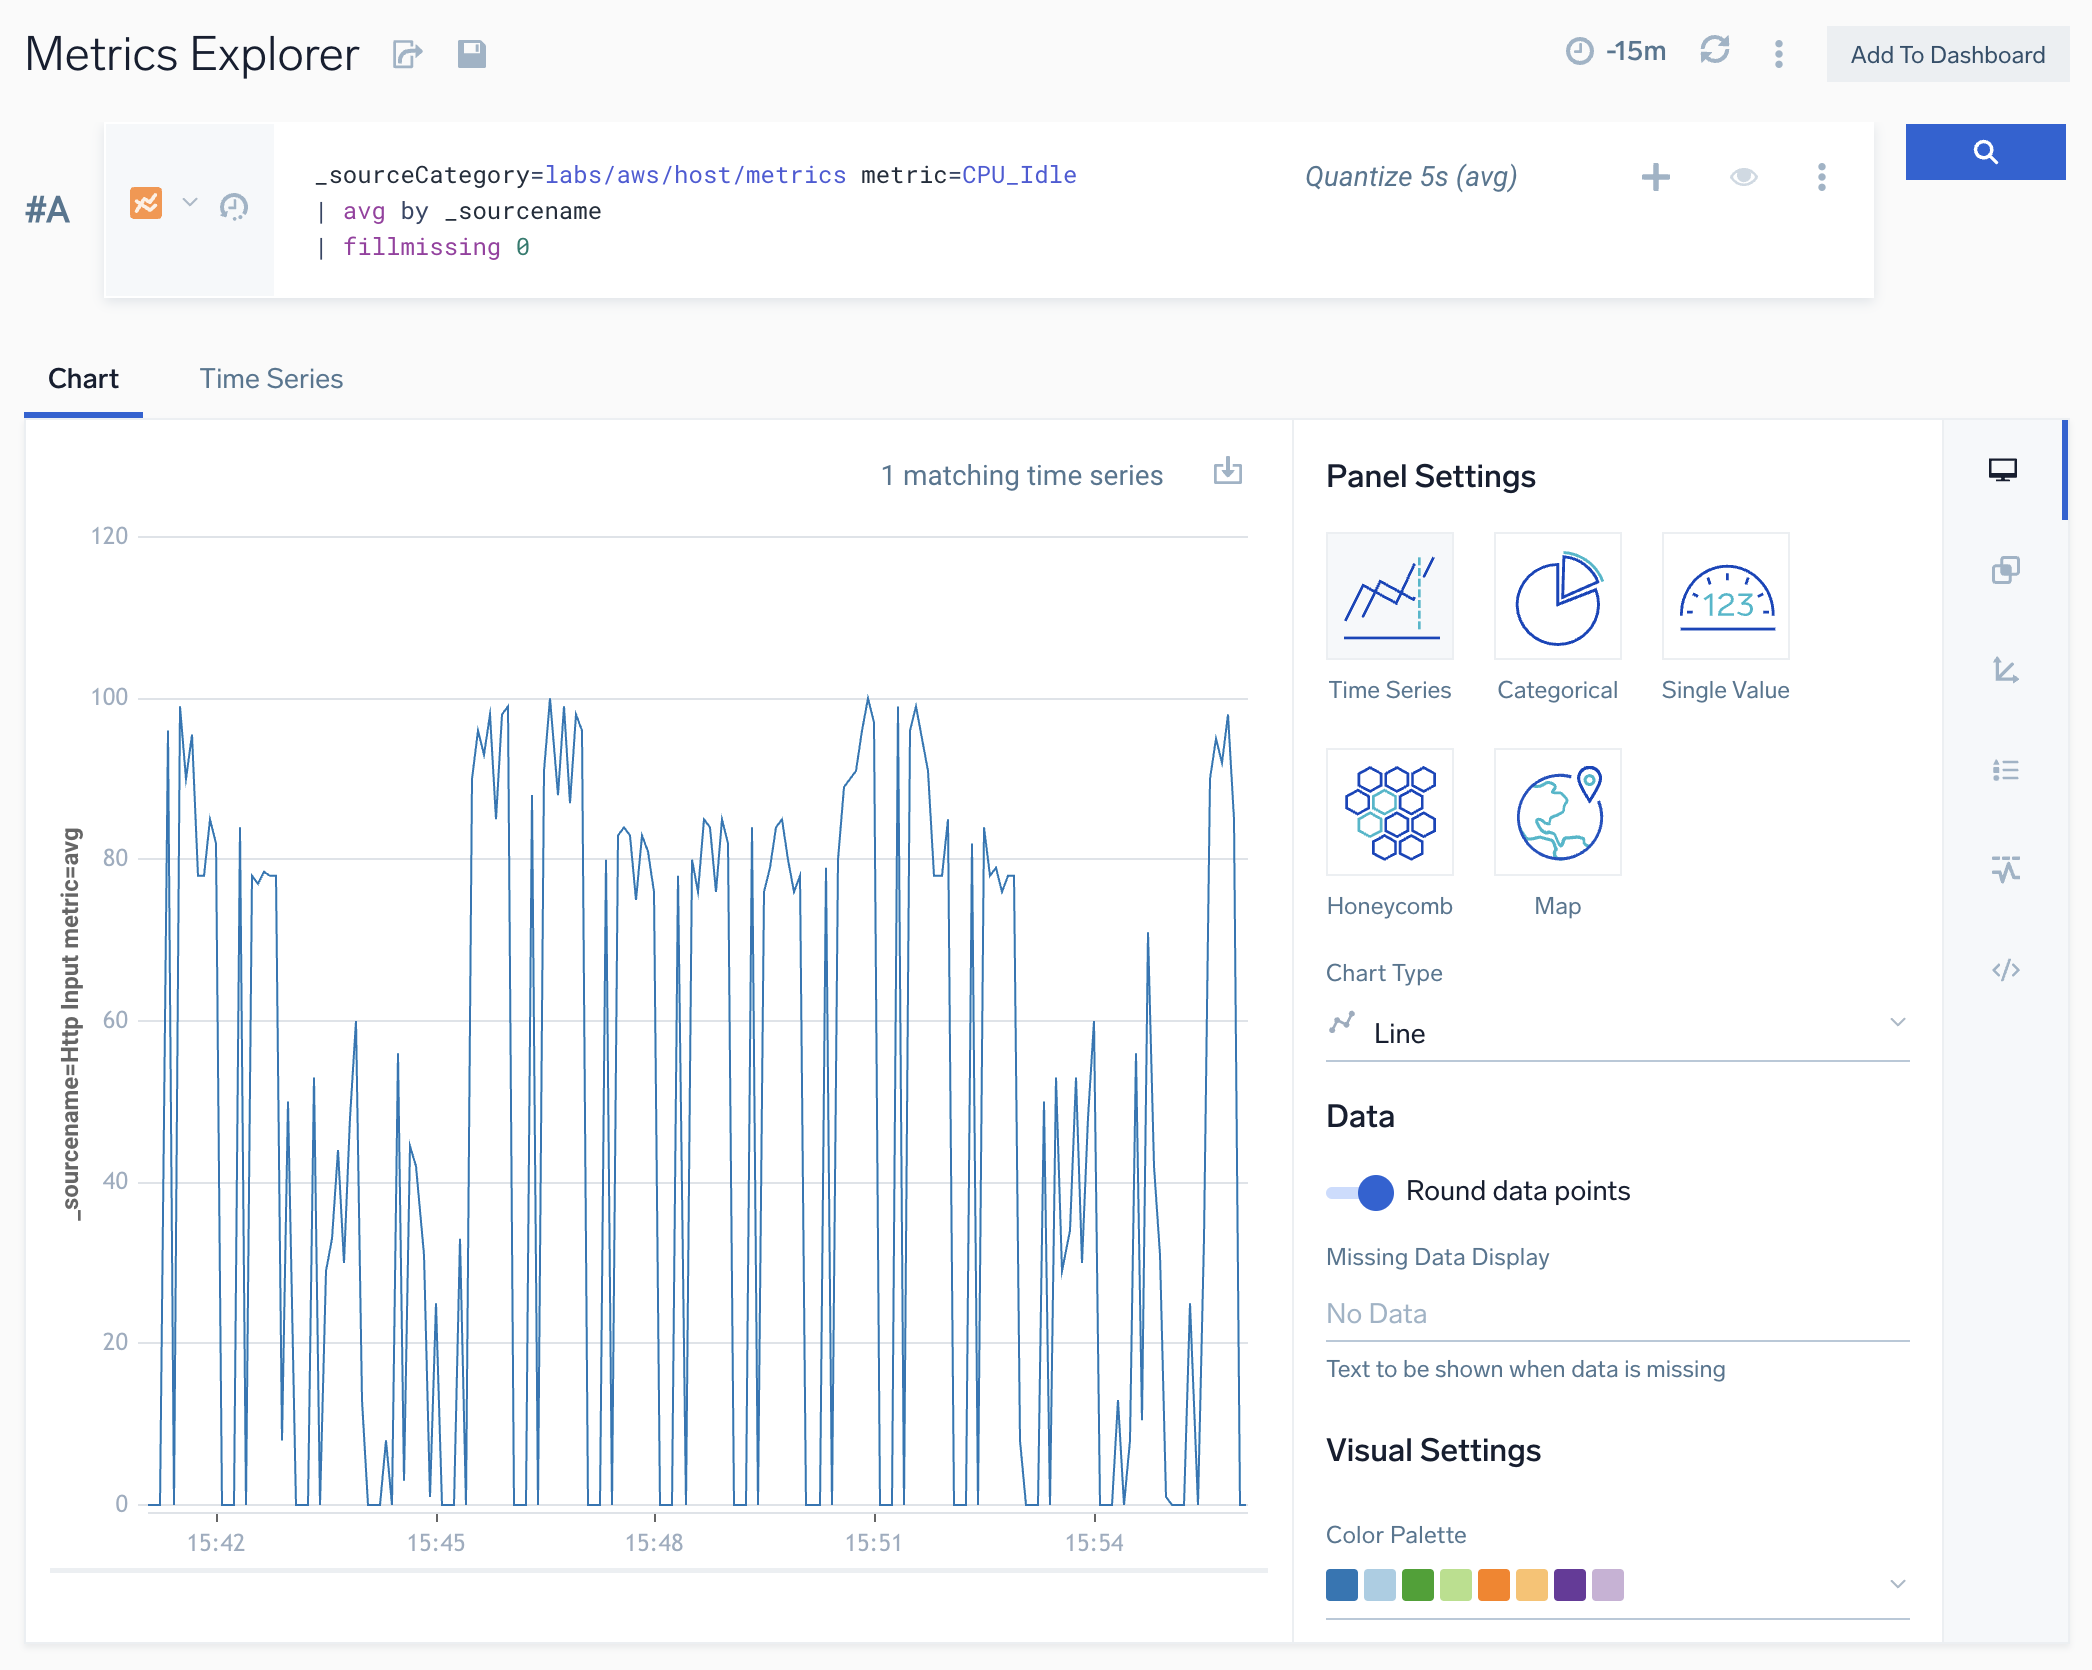 Metrics Explorer
-15m
Add To Dashboard
#A
_sourceCategory=labs/aws/host/metrics metric=CPU_Idle
| avg by _sourcename
| fillmissing 0
Quantize 5s (avg)
Chart
Time Series
1 matching time series
120
100
80
60
40
20
0
_sourcename=Http Input metric=avg
15:42
15:45
15:48
15:51
15:54
Panel Settings
123
Time Series
Categorical
Single Value
Honeycomb
Map
Chart Type
Line
Data
Round data points
Missing Data Display
No Data
Text to be shown when data is missing
Visual Settings
Color Palette